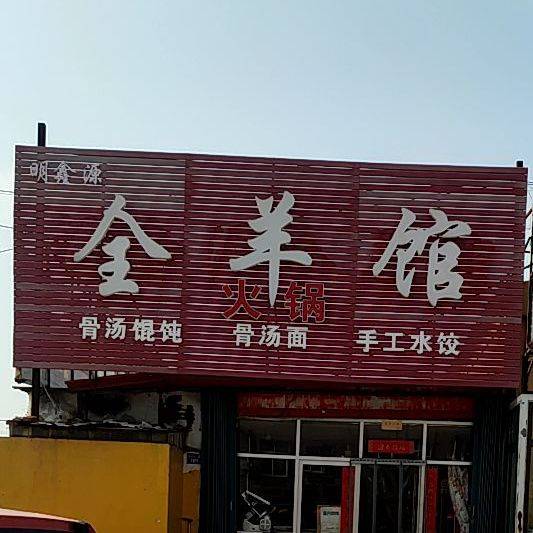 明鑫源
全羊馆
火锅
骨汤馄饨 骨汤面 手工水饺